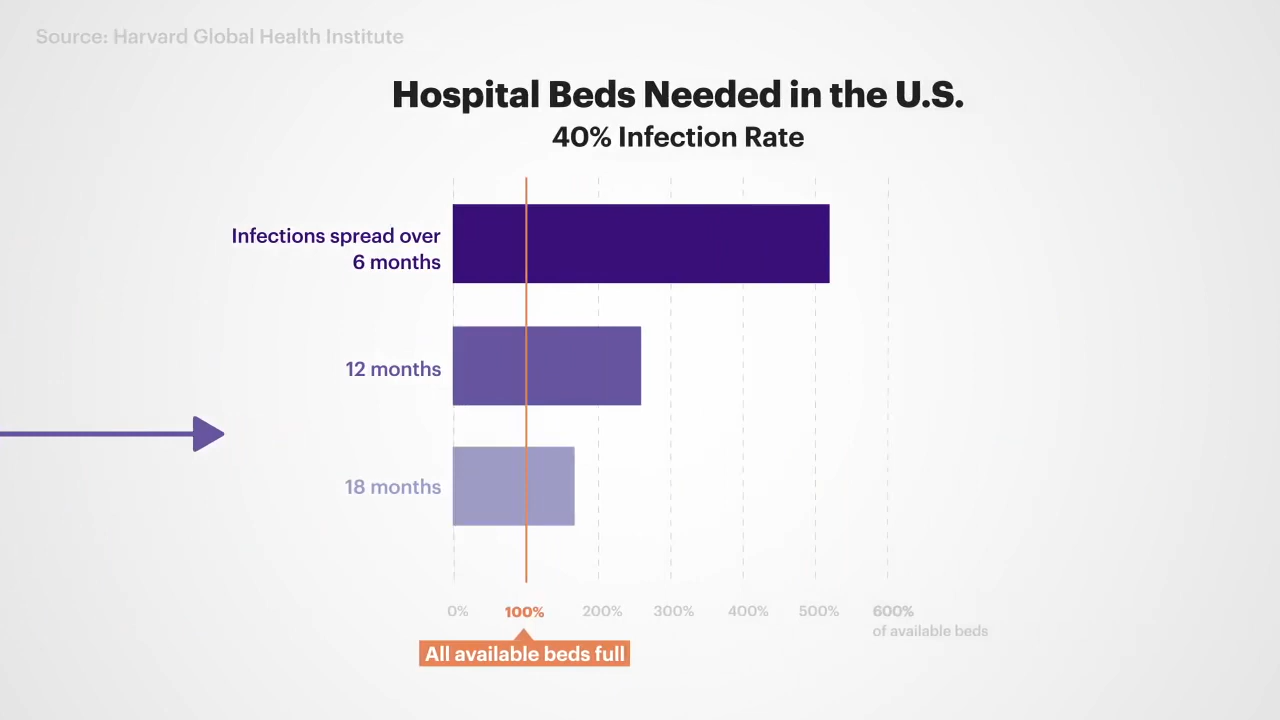 Source: Harvard Global Health Institute
Hospital Beds Needed in the U.S.
40% Infection Rate
Infections spread over
6 months
12 months
18 months
0% 100% 200% 300% 400% 500% 600%
of available beds
All available beds full